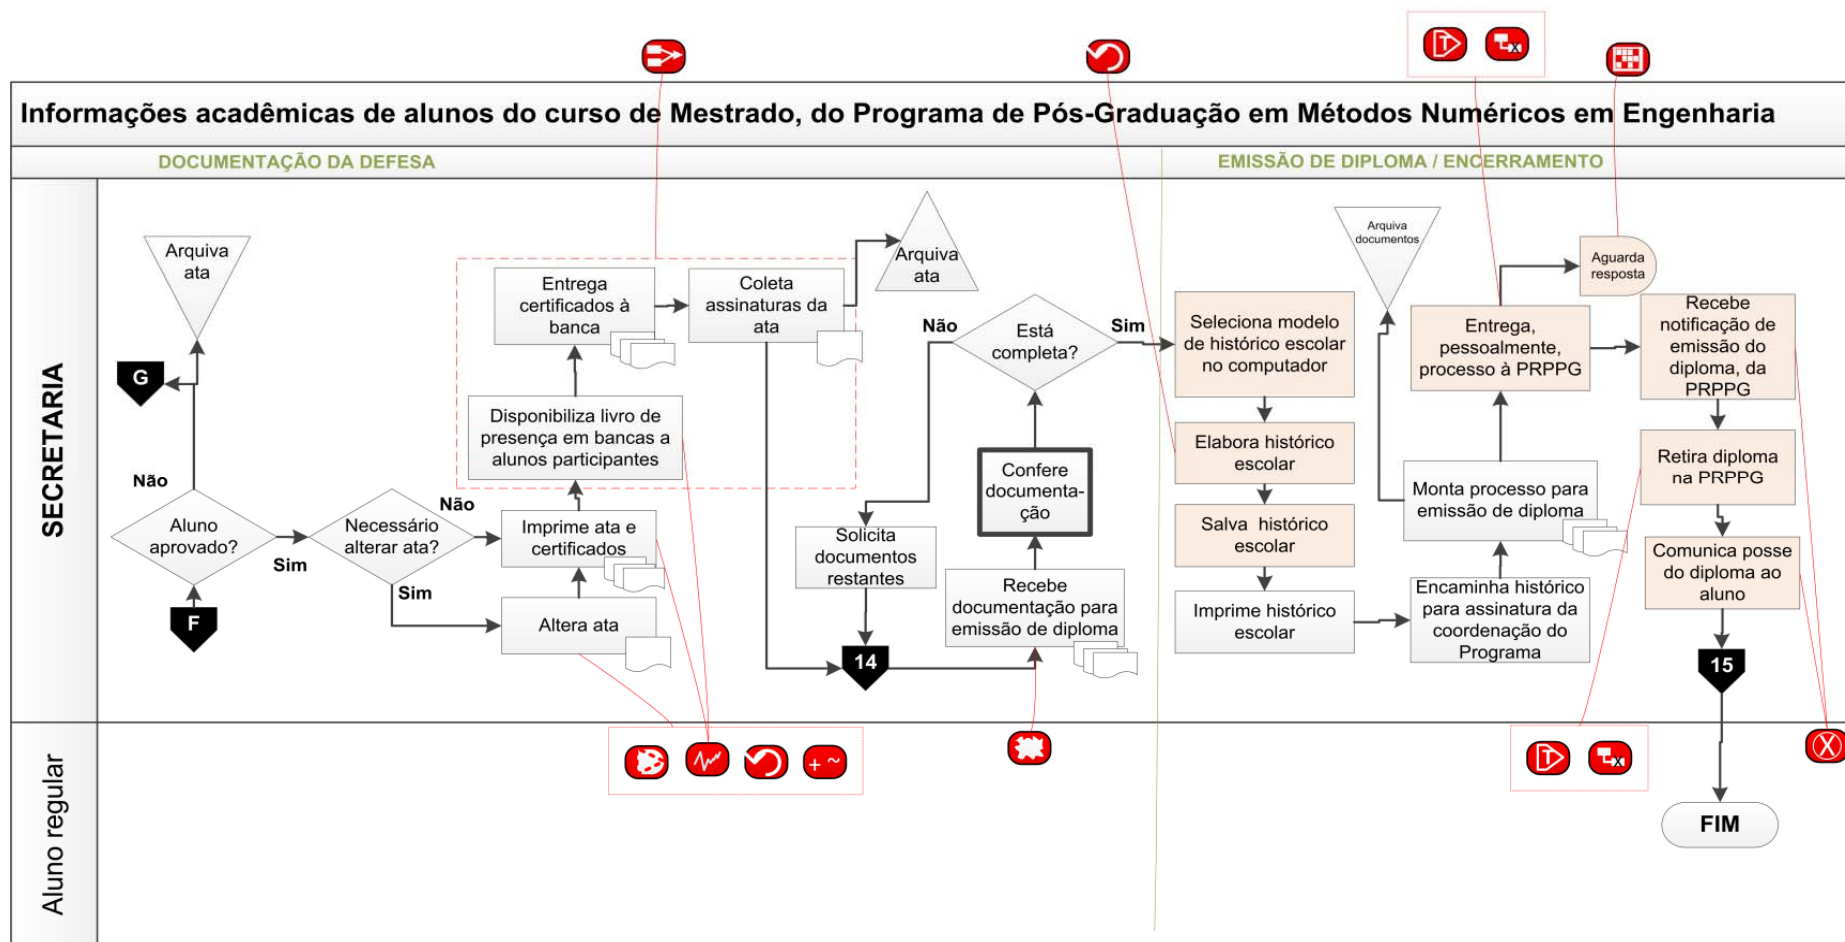 Informações acadêmicas de alunos do curso de Mestrado, do Programa de Pós-Graduação em Métodos Numéricos em Engenharia
DOCUMENTAÇÃO DA DEFESA
EMISSÃO DE DIPLOMA / ENCERRAMENTO
SECRETARIA
Arquiva
ata
G
Não
Aluno
aprovado?
Sim
F
Necessário
alterar ata?
Não
Sim
Imprime ata e
certificados
Altera ata
Disponibiliza livro de
presença em bancas a
alunos participantes
Entrega
certificados à
banca
Coleta
assinaturas da
ata
Arquiva
ata
Não
Está
completa?
Sim
Confere
documenta-
ção
Solicita
documentos
restantes
14
Recebe
documentação para
emissão de diploma
Seleciona modelo
de histórico escolar
no computador
Elabora histórico
escolar
Salva histórico
escolar
Imprime histórico
escolar
Encaminha histórico
para assinatura da
coordenação do
Programa
Monta processo para
emissão de diploma
Arquiva
documentos
Entrega,
pessoalmente,
processo à PRPPG
Aguarda
resposta
Recebe
notificação de
emissão do
diploma, da
PRPPG
Retira diploma
na PRPPG
Comunica posse
do diploma ao
aluno
15
T
X
+ ~
T
X
X
Aluno regular
FIM